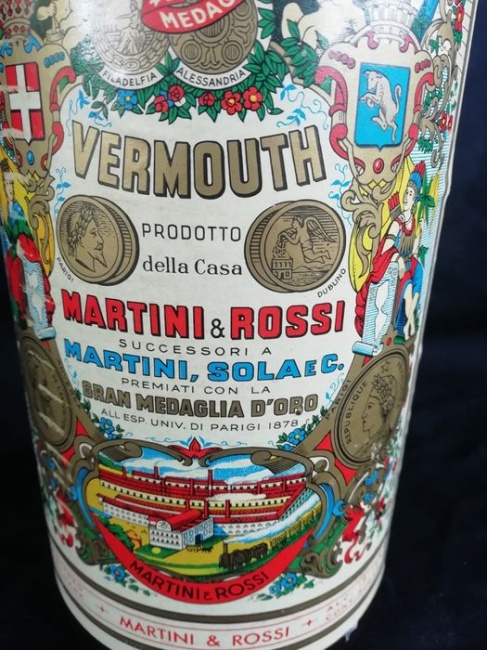 MEDAG
FILADELFIA
ALESSANDRIA
VERMOUTH
PRODOTTO
della Casa
PARIGI
DUBLINO
MARTINI & ROSSI
SUCCESSORI A
MARTINI, SOLA E C.
PREMIATI CON LA
GRAN MEDAGLIA D'ORO
ALL'ESP. UNIV. DI PARIGI 1878
REPUBLIQUE
MARTINI E ROSSI
MARTINI & ROSSI